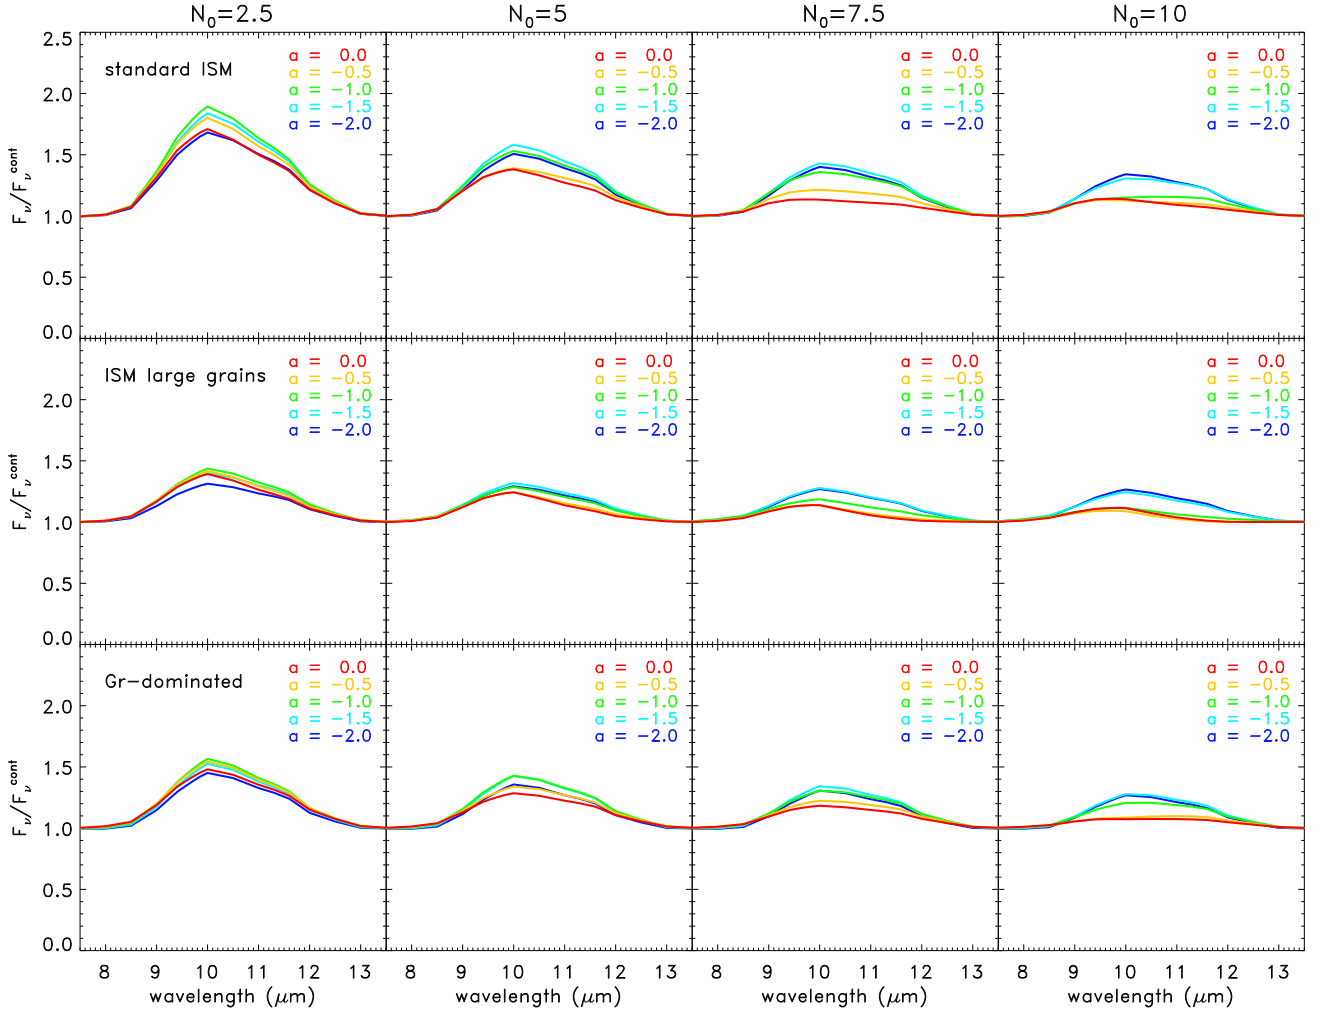 N₀=2.5 N₀=5 N₀=7.5 N₀=10
2.5
2.0
1.5
1.0
0.5
0.0
Fν/Fν^cont
standard ISM
a = 0.0
a = −0.5
a = −1.0
a = −1.5
a = −2.0
a = 0.0
a = −0.5
a = −1.0
a = −1.5
a = −2.0
a = 0.0
a = −0.5
a = −1.0
a = −1.5
a = −2.0
a = 0.0
a = −0.5
a = −1.0
a = −1.5
a = −2.0
2.0
1.5
1.0
0.5
0.0
Fν/Fν^cont
ISM large grains
a = 0.0
a = −0.5
a = −1.0
a = −1.5
a = −2.0
a = 0.0
a = −0.5
a = −1.0
a = −1.5
a = −2.0
a = 0.0
a = −0.5
a = −1.0
a = −1.5
a = −2.0
a = 0.0
a = −0.5
a = −1.0
a = −1.5
a = −2.0
2.0
1.5
1.0
0.5
0.0
Fν/Fν^cont
Gr−dominated
a = 0.0
a = −0.5
a = −1.0
a = −1.5
a = −2.0
a = 0.0
a = −0.5
a = −1.0
a = −1.5
a = −2.0
a = 0.0
a = −0.5
a = −1.0
a = −1.5
a = −2.0
a = 0.0
a = −0.5
a = −1.0
a = −1.5
a = −2.0
8 9 10 11 12 13 8 9 10 11 12 13 8 9 10 11 12 13 8 9 10 11 12 13
wavelength (μm) wavelength (μm) wavelength (μm) wavelength (μm)